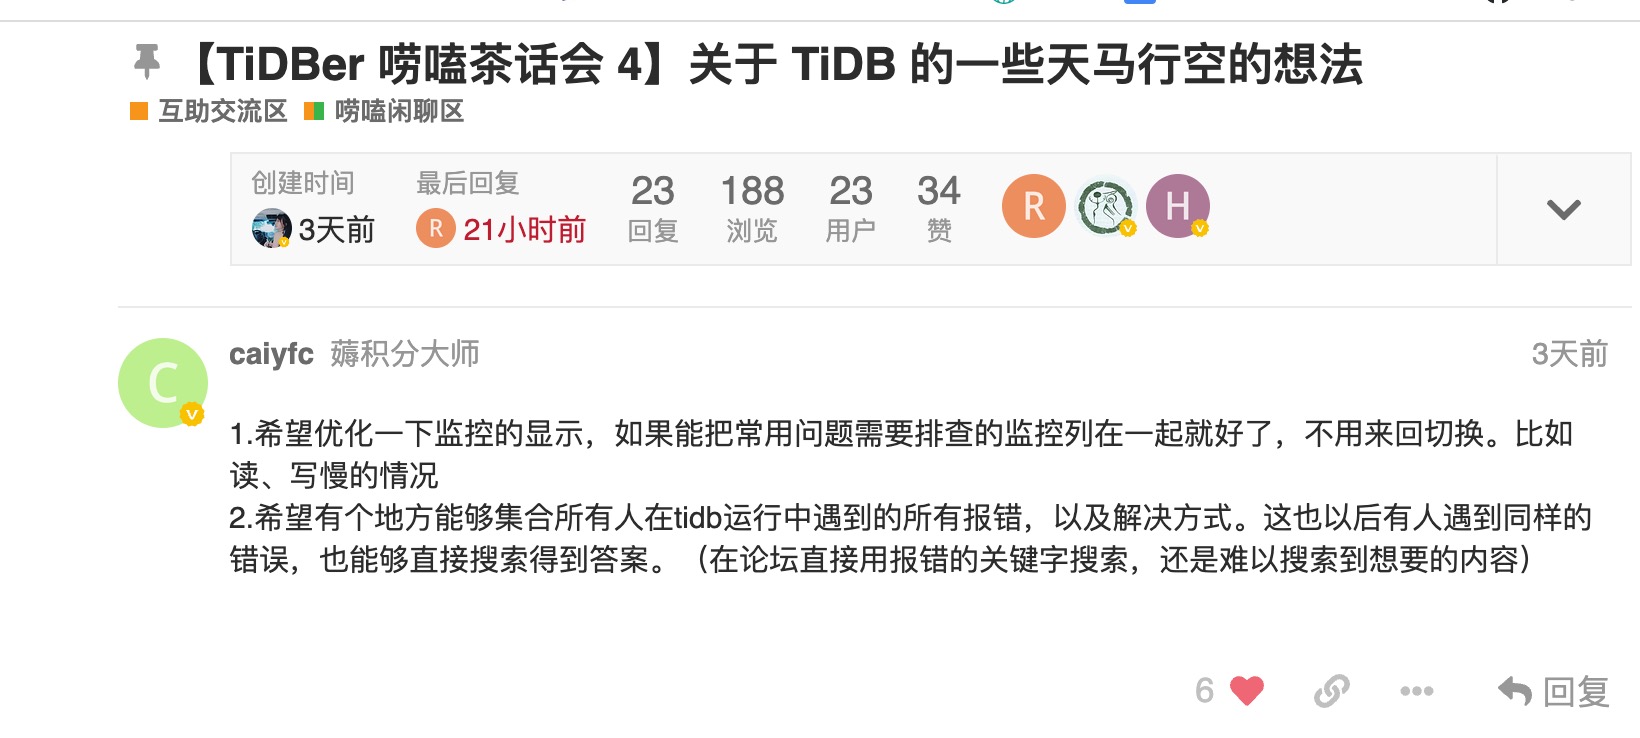 【TiDBer 唠嗑茶话会 4】关于 TiDB 的一些天马行空的想法
互助交流区 唠嗑闲聊区
创建时间 最后回复 23 188 23 34 R H
3天前 R 21小时前 回复 浏览 用户 赞
C caiyfc 薅积分大师 3天前
1.希望优化一下监控的显示，如果能把常用问题需要排查的监控列在一起就好了，不用来回切换。比如
读、写慢的情况
2.希望有个地方能够集合所有人在tidb运行中遇到的所有报错，以及解决方式。这也以后有人遇到同样的
错误，也能够直接搜索得到答案。（在论坛直接用报错的关键字搜索，还是难以搜索到想要的内容）
6 回复